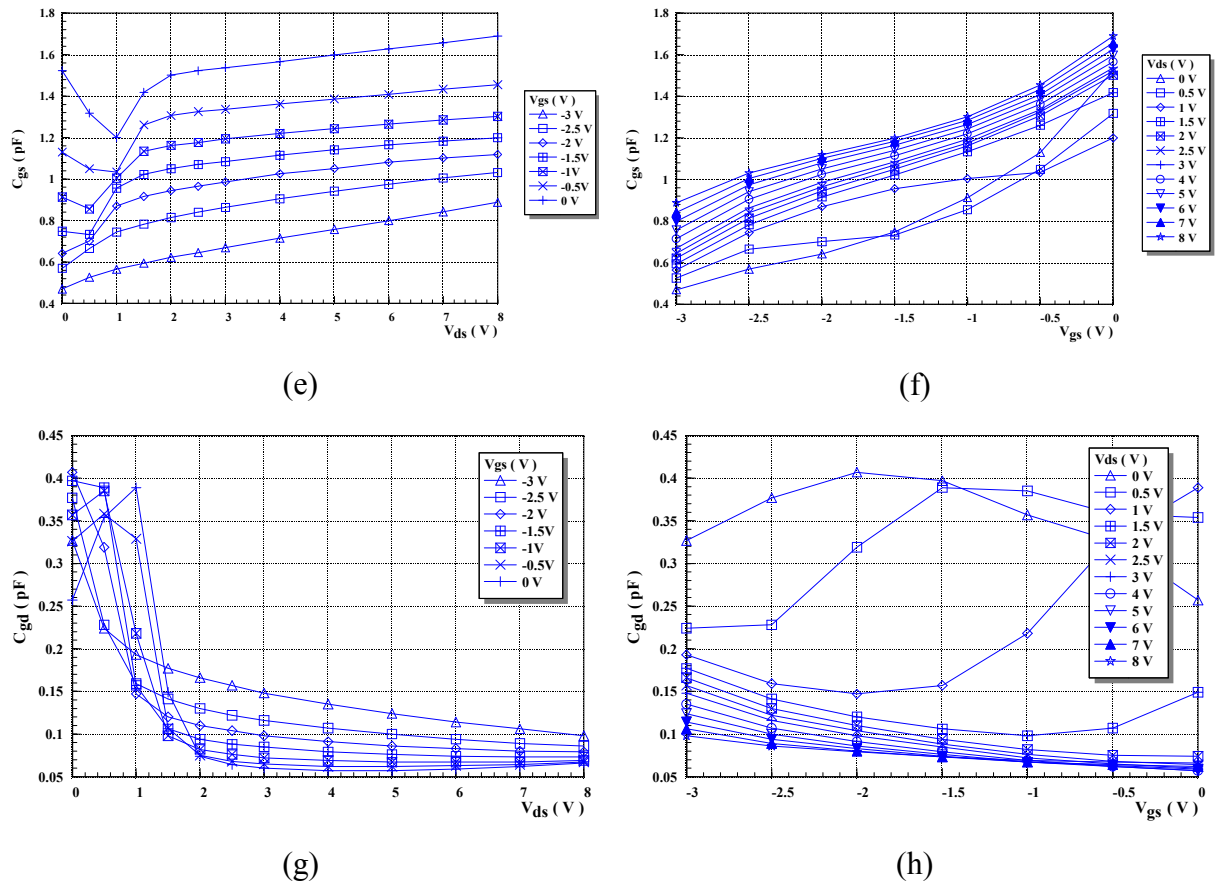 1.8
1.6
1.4
1.2
1
0.8
0.6
0.4
C gs ( pF )
0 1 2 3 4 5 6 7 8
V ds ( V )
Vgs ( V )
-3 V
-2.5 V
-2 V
-1.5V
-1V
-0.5V
0 V
(e)
1.8
1.6
1.4
1.2
1
0.8
0.6
0.4
C gs ( pF )
-3 -2.5 -2 -1.5 -1 -0.5 0
V gs ( V )
Vds ( V )
0 V
0.5 V
1 V
1.5 V
2 V
2.5 V
3 V
4 V
5 V
6 V
7 V
8 V
(f)
0.45
0.4
0.35
0.3
0.25
0.2
0.15
0.1
0.05
C gd ( pF )
0 1 2 3 4 5 6 7 8
V ds ( V )
Vgs ( V )
-3 V
-2.5 V
-2 V
-1.5V
-1V
-0.5V
0 V
(g)
0.45
0.4
0.35
0.3
0.25
0.2
0.15
0.1
0.05
C gd ( pF )
-3 -2.5 -2 -1.5 -1 -0.5 0
V gs ( V )
Vds ( V )
0 V
0.5 V
1 V
1.5 V
2 V
2.5 V
3 V
4 V
5 V
6 V
7 V
8 V
(h)